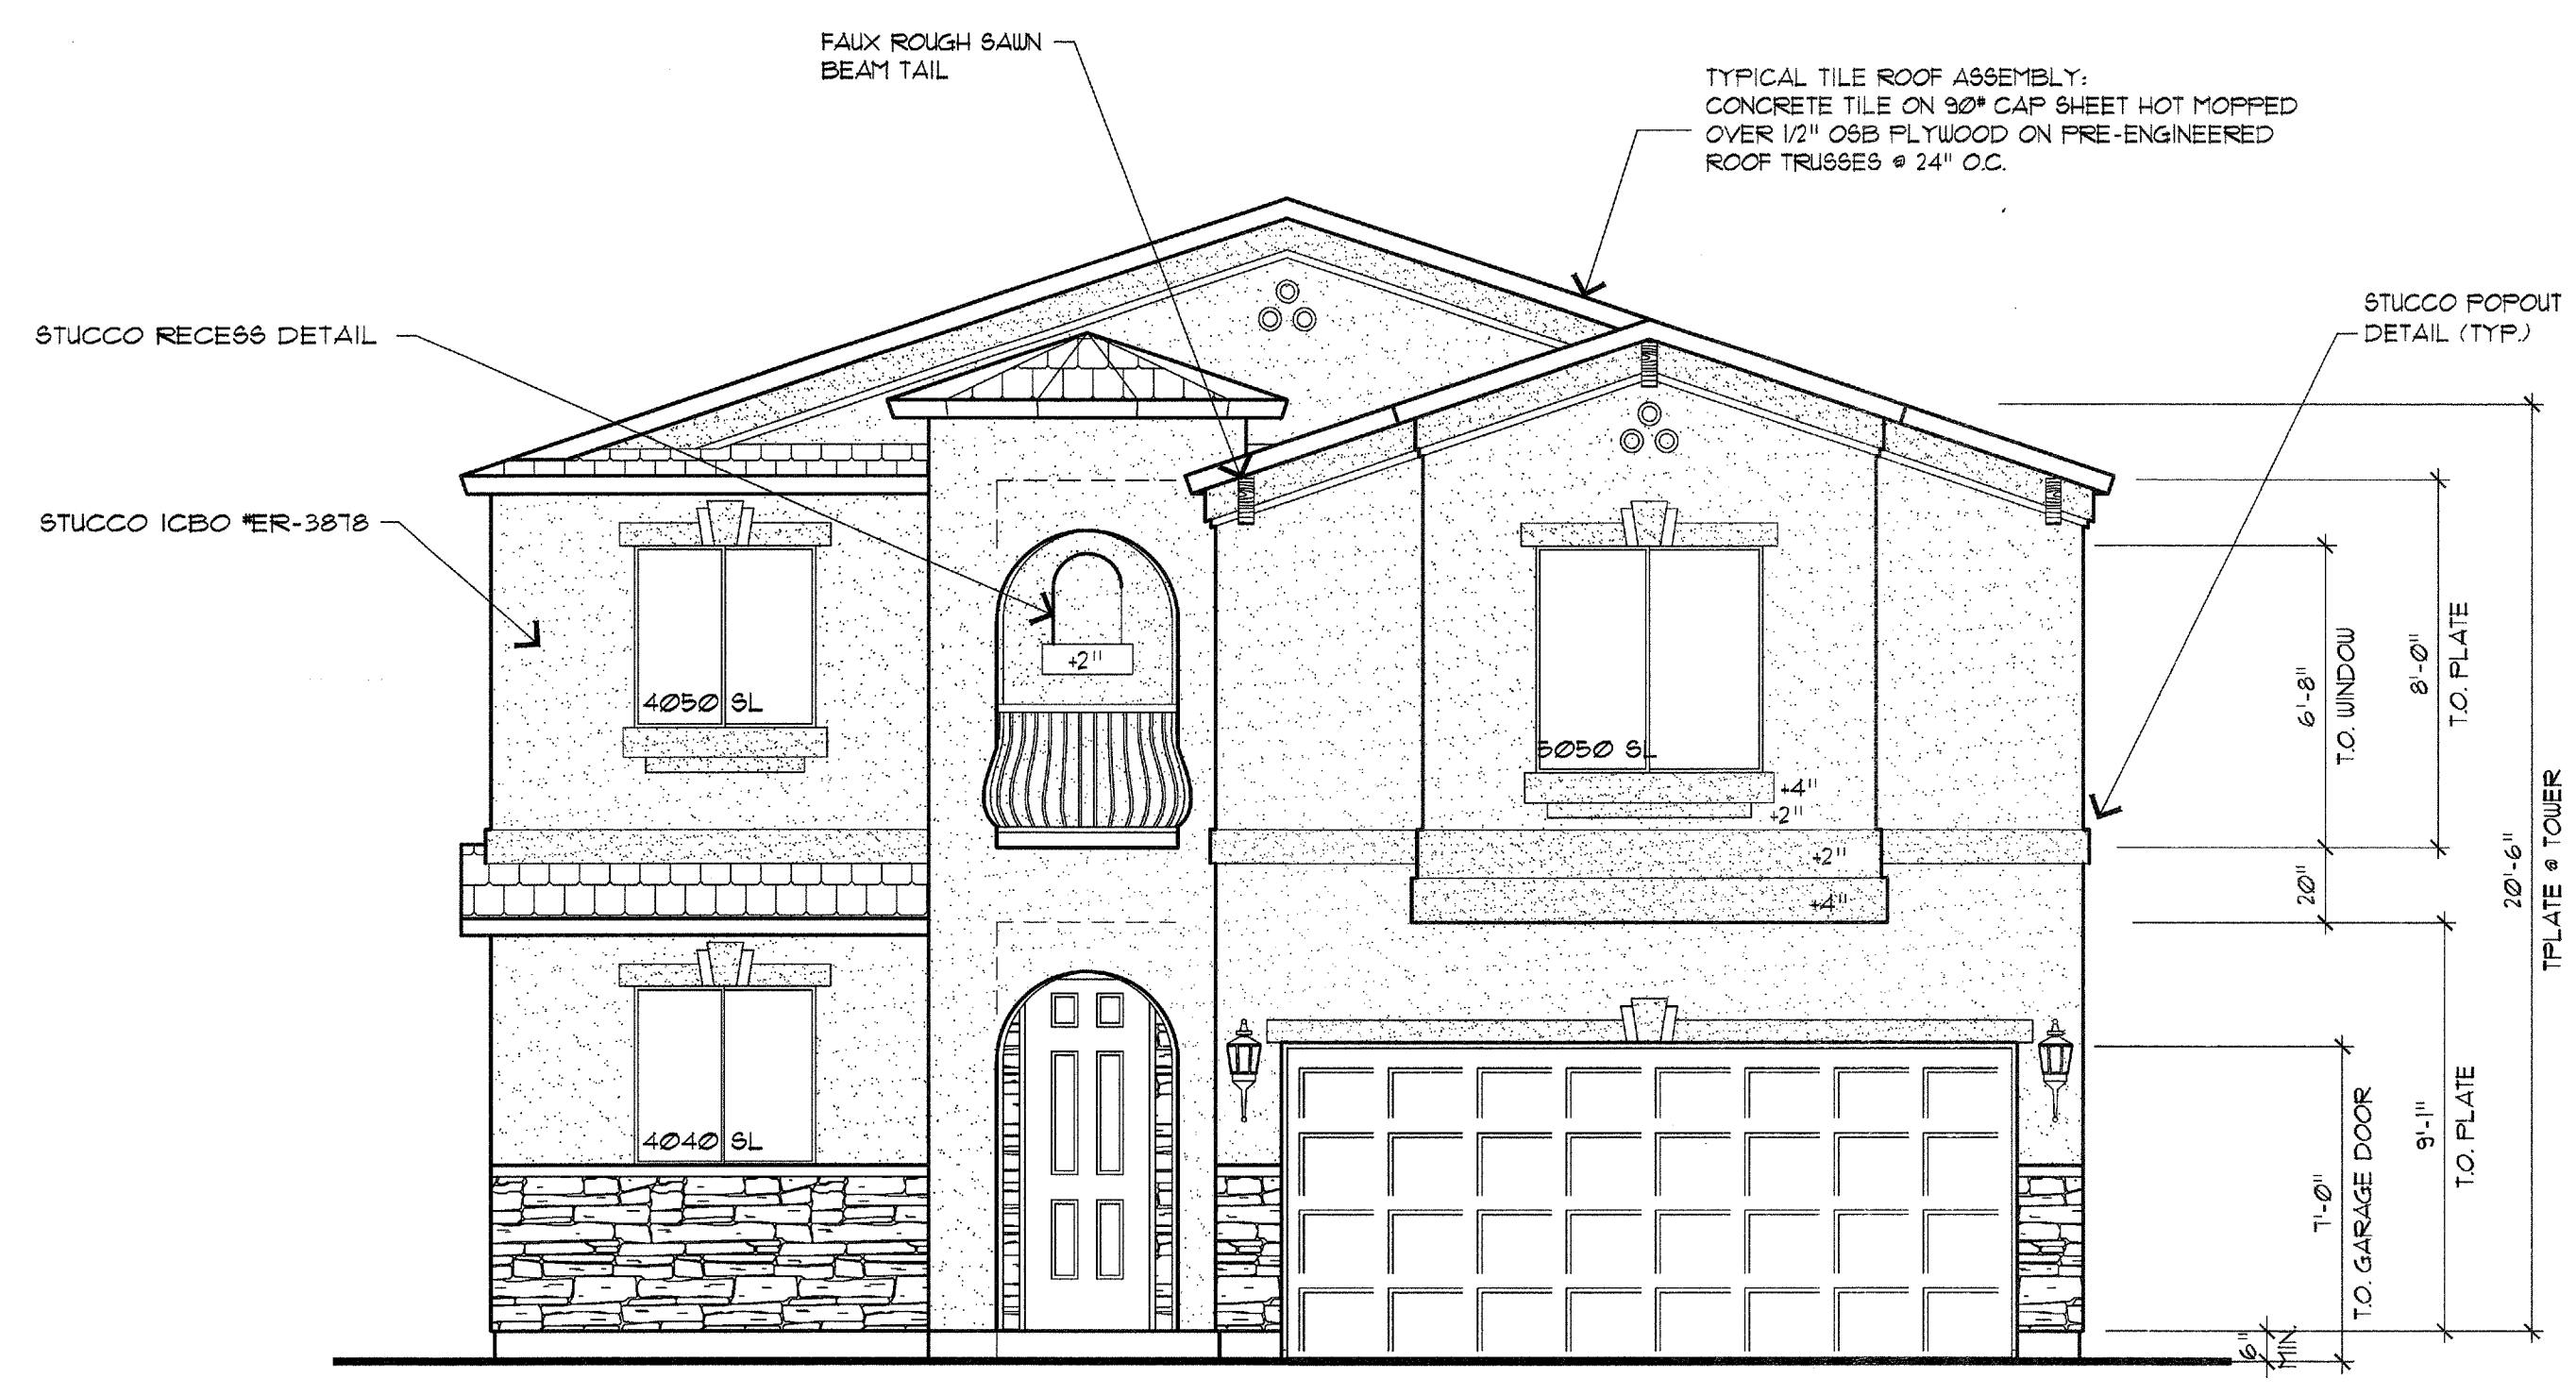 FAUX ROUGH SAWN
BEAM TAIL
TYPICAL TILE ROOF ASSEMBLY:
CONCRETE TILE ON 90# CAP SHEET HOT MOPPED
OVER 1/2" OSB PLYWOOD ON PRE-ENGINEERED
ROOF TRUSSES @ 24" O.C.
STUCCO RECESS DETAIL
STUCCO POPOUT
DETAIL (TYP.)
STUCCO ICBO #ER-3878
+2"
4050 SL
5050 SL
+4"
+2"
+2"
+4"
4040 SL
6'-8"
T.O. WINDOW
8'-0"
T.O. PLATE
20"
20'-6"
TPLATE @ TOWER
9'-1"
T.O. PLATE
7'-0"
T.O. GARAGE DOOR
6"
MIN.